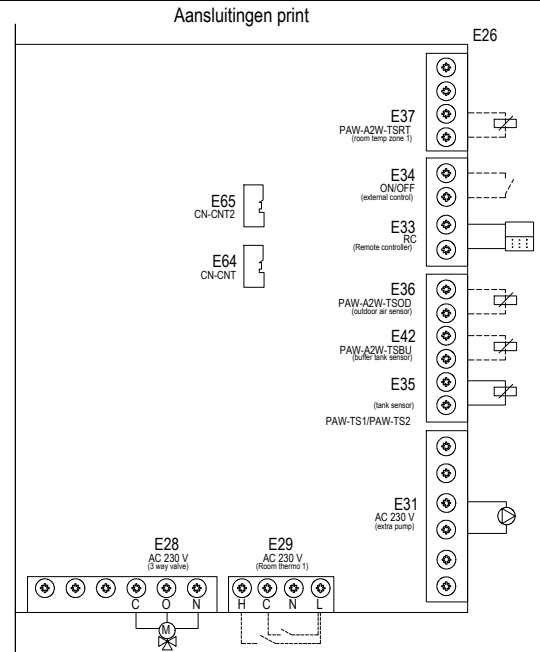 Aansluitingen print
E26
E37
PAW-A2W-TSRT
(room temp zone 1)
E34
ON/OFF
(external control)
E65
CN-CNT2
E33
RC
(Remote controller)
E64
CN-CNT
E36
PAW-A2W-TSOD
(outdoor air sensor)
E42
PAW-A2W-TSBU
(buffer tank sensor)
E35
(tank sensor)
PAW-TS1/PAW-TS2
E31
AC 230 V
(extra pump)
E28
AC 230 V
(3 way valve)
E29
AC 230 V
(Room thermo 1)
C O N
H C N L
M